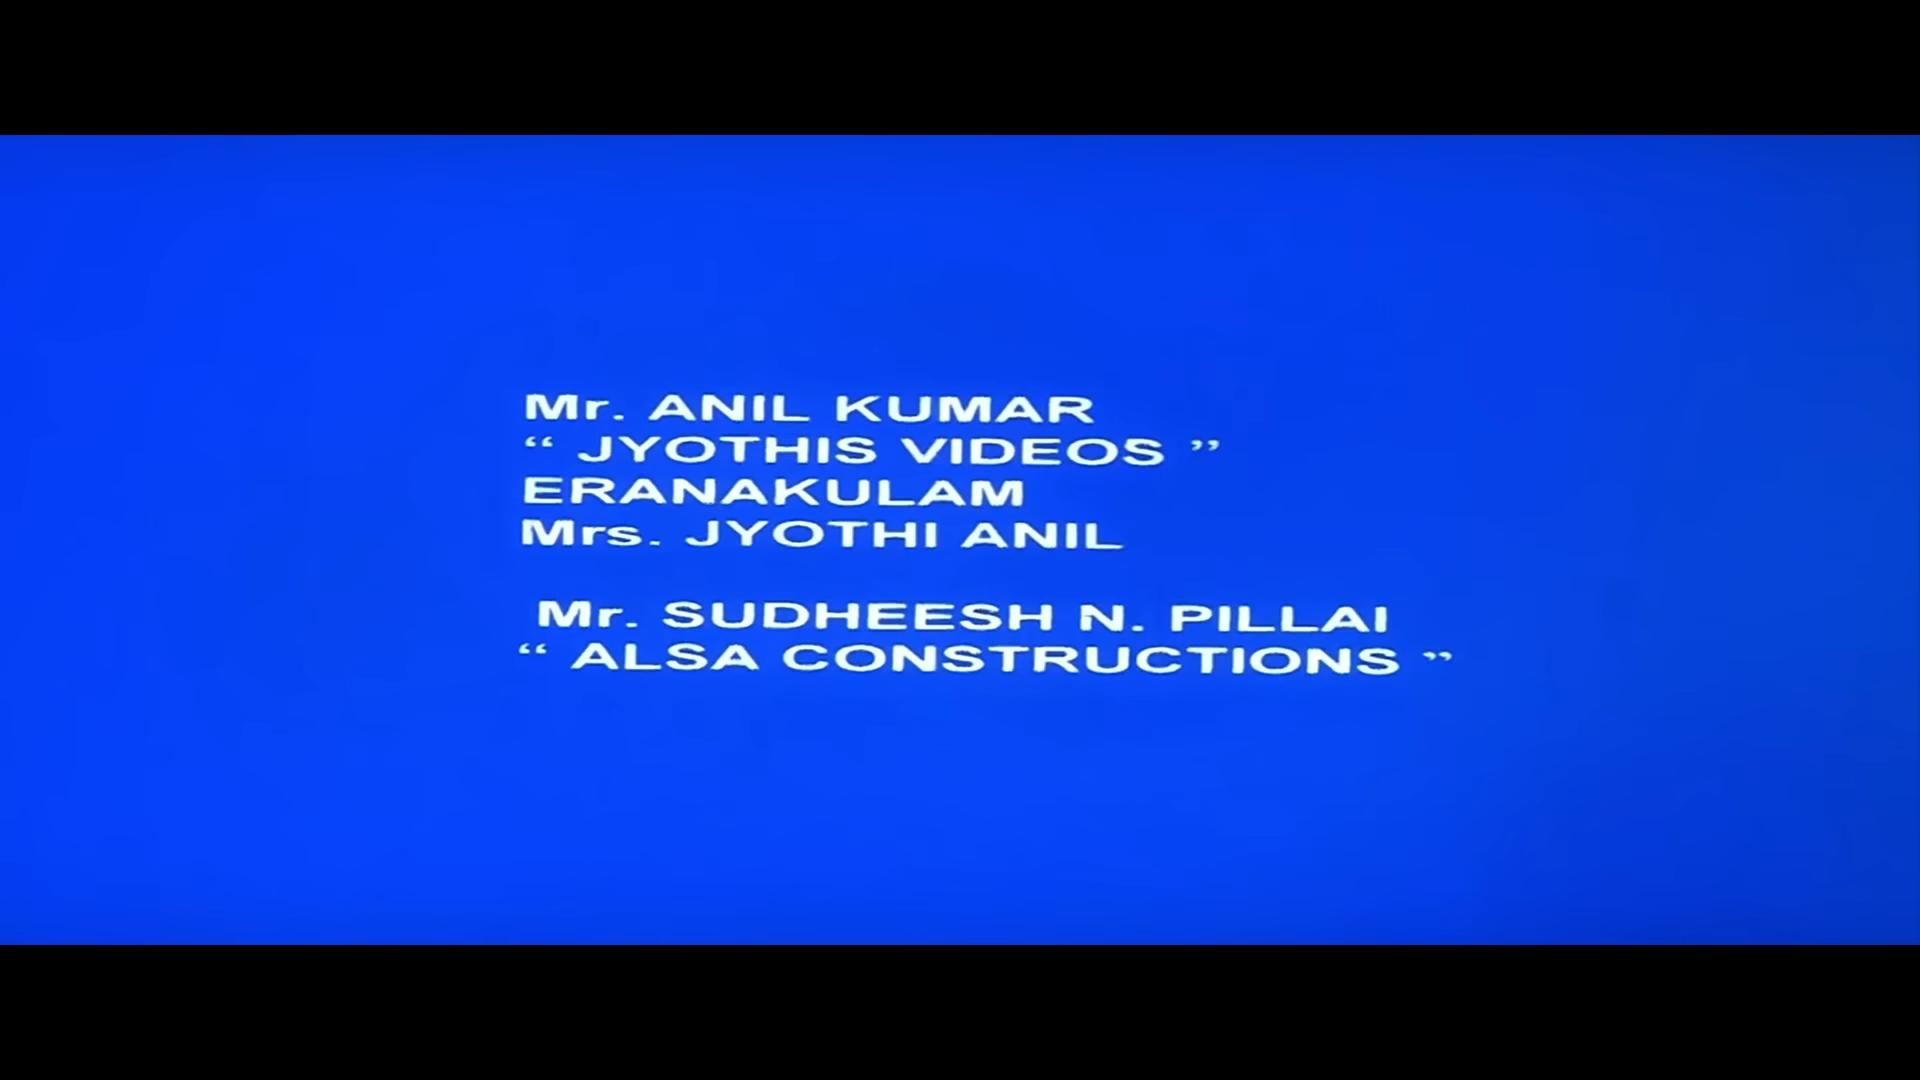 Mr. ANIL KUMAR
“ JYOTHIS VIDEOS ”
ERANAKULAM
Mrs. JYOTHI ANIL
Mr. SUDHEESH N. PILLAI
“ ALSA CONSTRUCTIONS ”